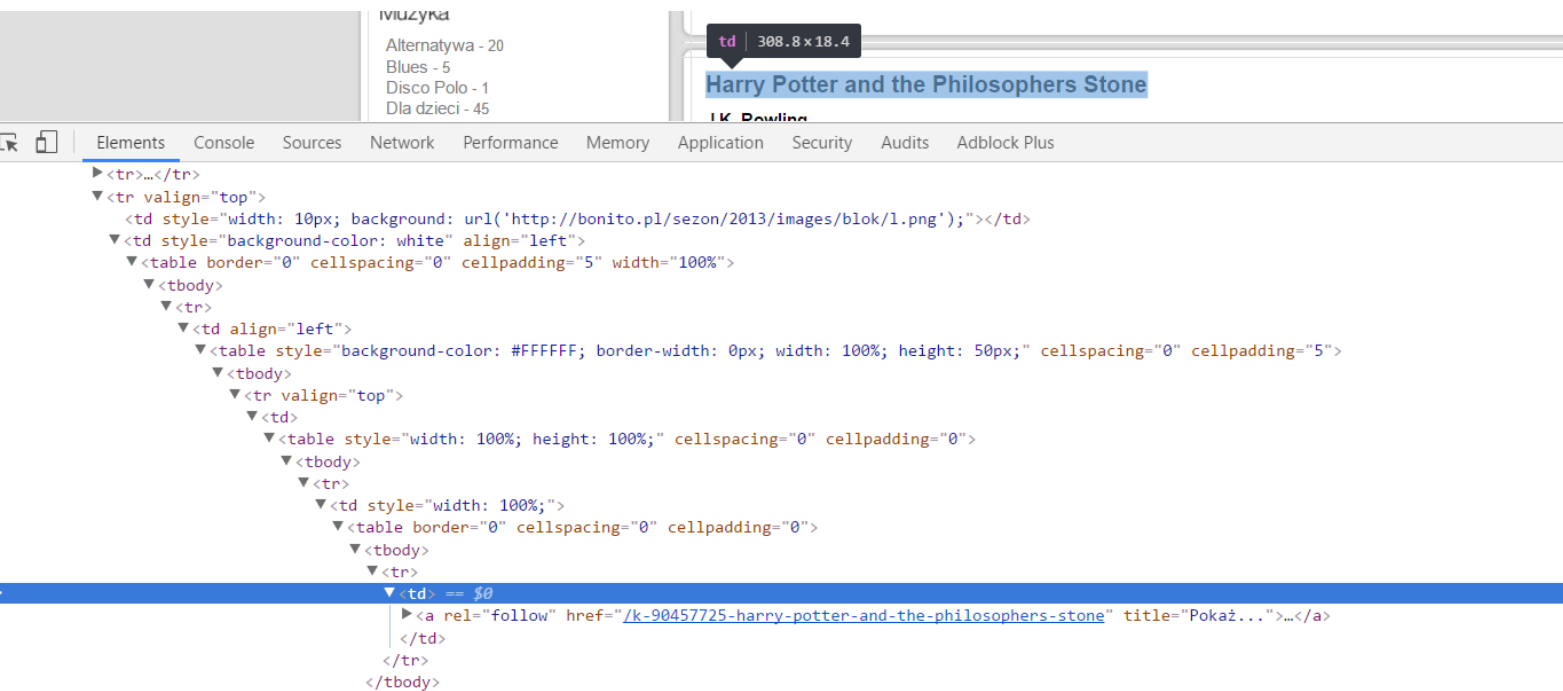 Muzyka
Alternatywa - 20
Blues - 5
Disco Polo - 1
Dla dzieci - 45
td 308.8×18.4
Harry Potter and the Philosophers Stone
J.K. Rowling
Elements Console Sources Network Performance Memory Application Security Audits Adblock Plus
<tr>…</tr>
<tr valign="top">
<td style="width: 10px; background: url('http://bonito.pl/sezon/2013/images/blok/l.png');"></td>
<td style="background-color: white" align="left">
<table border="0" cellspacing="0" cellpadding="5" width="100%">
<tbody>
<tr>
<td align="left">
<table style="background-color: #FFFFFF; border-width: 0px; width: 100%; height: 50px;" cellspacing="0" cellpadding="5">
<tbody>
<tr valign="top">
<td>
<table style="width: 100%; height: 100%;" cellspacing="0" cellpadding="0">
<tbody>
<tr>
<td style="width: 100%;">
<table border="0" cellspacing="0" cellpadding="0">
<tbody>
<tr>
<td> == $0
<a rel="follow" href="/k-90457725-harry-potter-and-the-philosophers-stone" title="Pokaż...">…</a>
</td>
</tr>
</tbody>